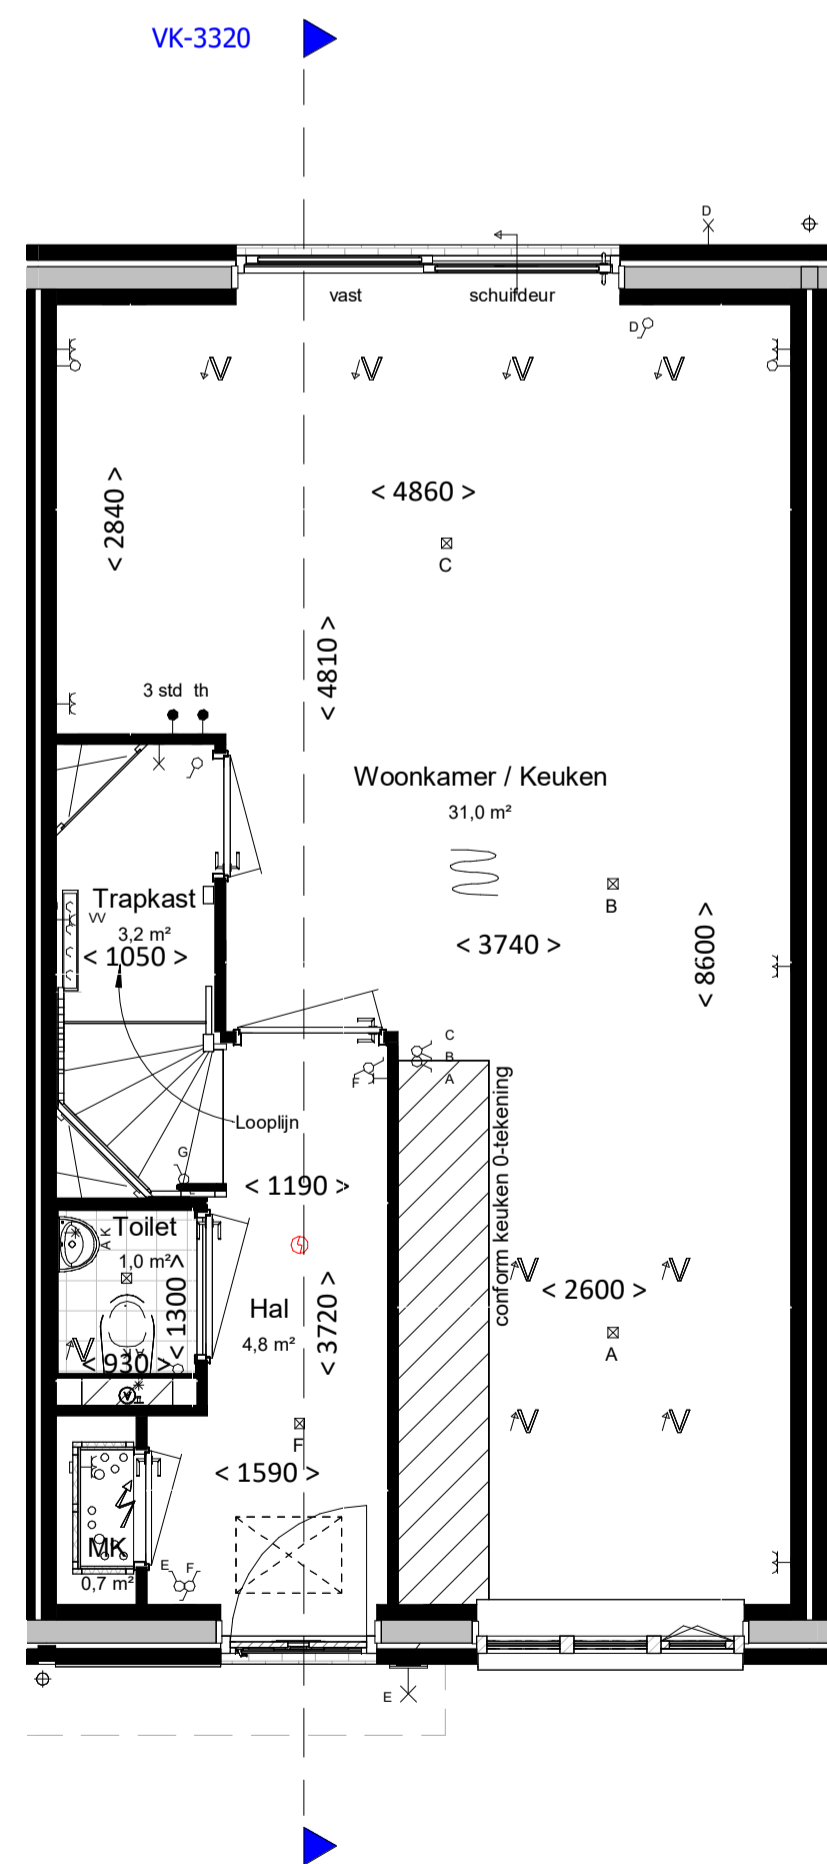 VK-3320
D
vast
schuifdeur
D
V
V
V
V
< 4860 >
< 2840 >
C
< 4810 >
3 std
th
Woonkamer / Keuken
31,0 m²
B
Trapkast
3,2 m²
< 1050 >
< 3740 >
< 8600 >
C
B
A
F
conform keuken 0-tekening
Looplijn
G
< 1190 >
Toilet
1,0 m²
A K
< 1300 >
< 930 >
V
Hal
4,8 m²
< 3720 >
V
V
< 2600 >
A
V
V
F
< 1590 >
MK
0,7 m²
E
F
E